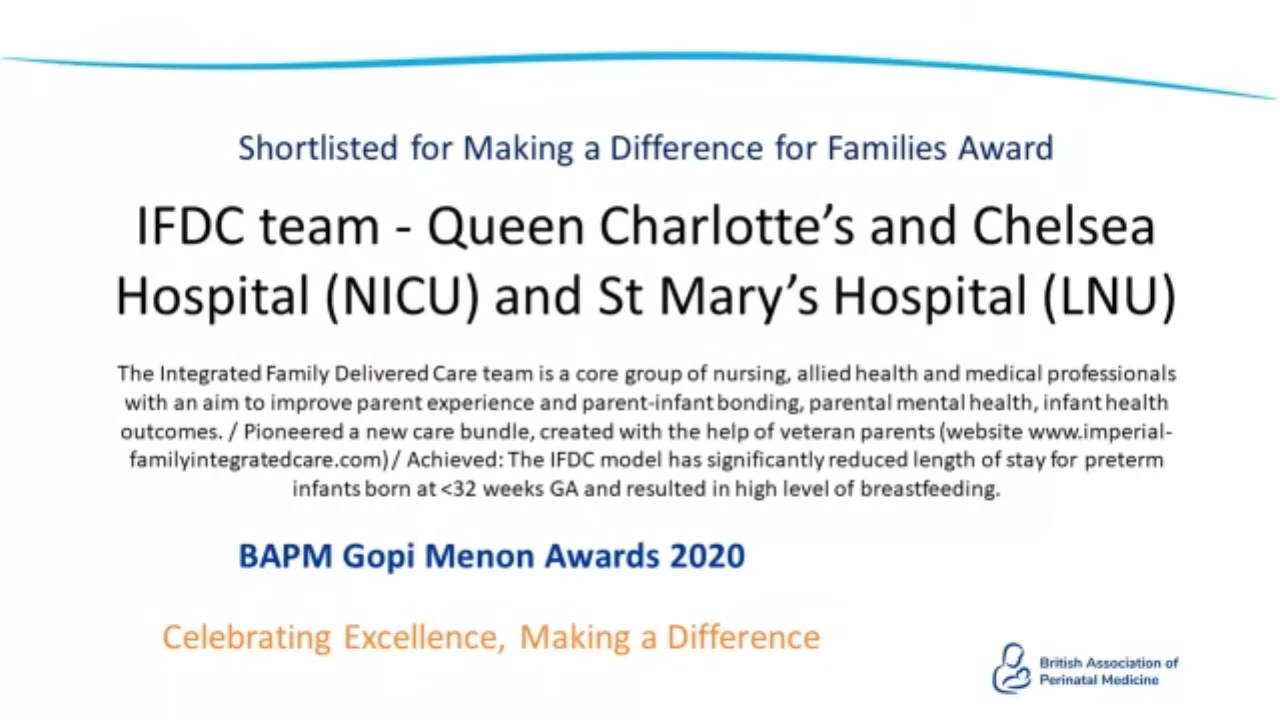 Shortlisted for Making a Difference for Families Award
IFDC team - Queen Charlotte’s and Chelsea
Hospital (NICU) and St Mary’s Hospital (LNU)
The Integrated Family Delivered Care team is a core group of nursing, allied health and medical professionals
with an aim to improve parent experience and parent-infant bonding, parental mental health, infant health
outcomes. / Pioneered a new care bundle, created with the help of veteran parents (website www.imperial-
familyintegratedcare.com) / Achieved: The IFDC model has significantly reduced length of stay for preterm
infants born at <32 weeks GA and resulted in high level of breastfeeding.
BAPM Gopi Menon Awards 2020
Celebrating Excellence, Making a Difference
British Association of
Perinatal Medicine